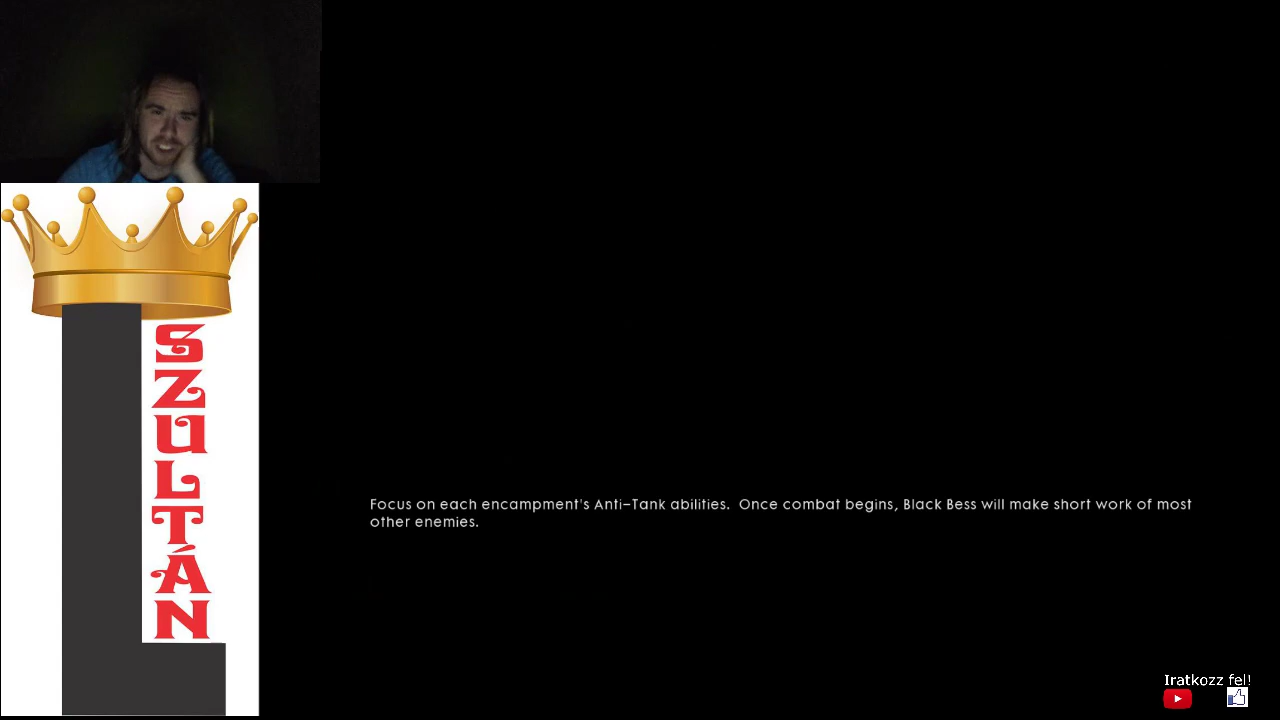 L
SZULTÁN
Focus on each encampment's Anti-Tank abilities. Once combat begins, Black Bess will make short work of most
other enemies.
Iratkozz fel!